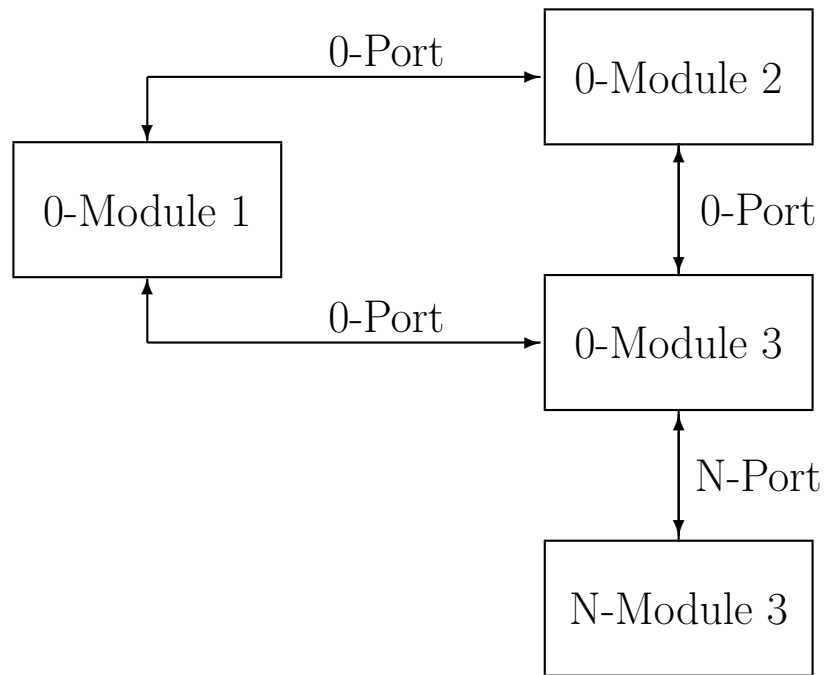 0-Port
0-Module 2
0-Module 1
0-Port
0-Port
0-Module 3
N-Port
N-Module 3